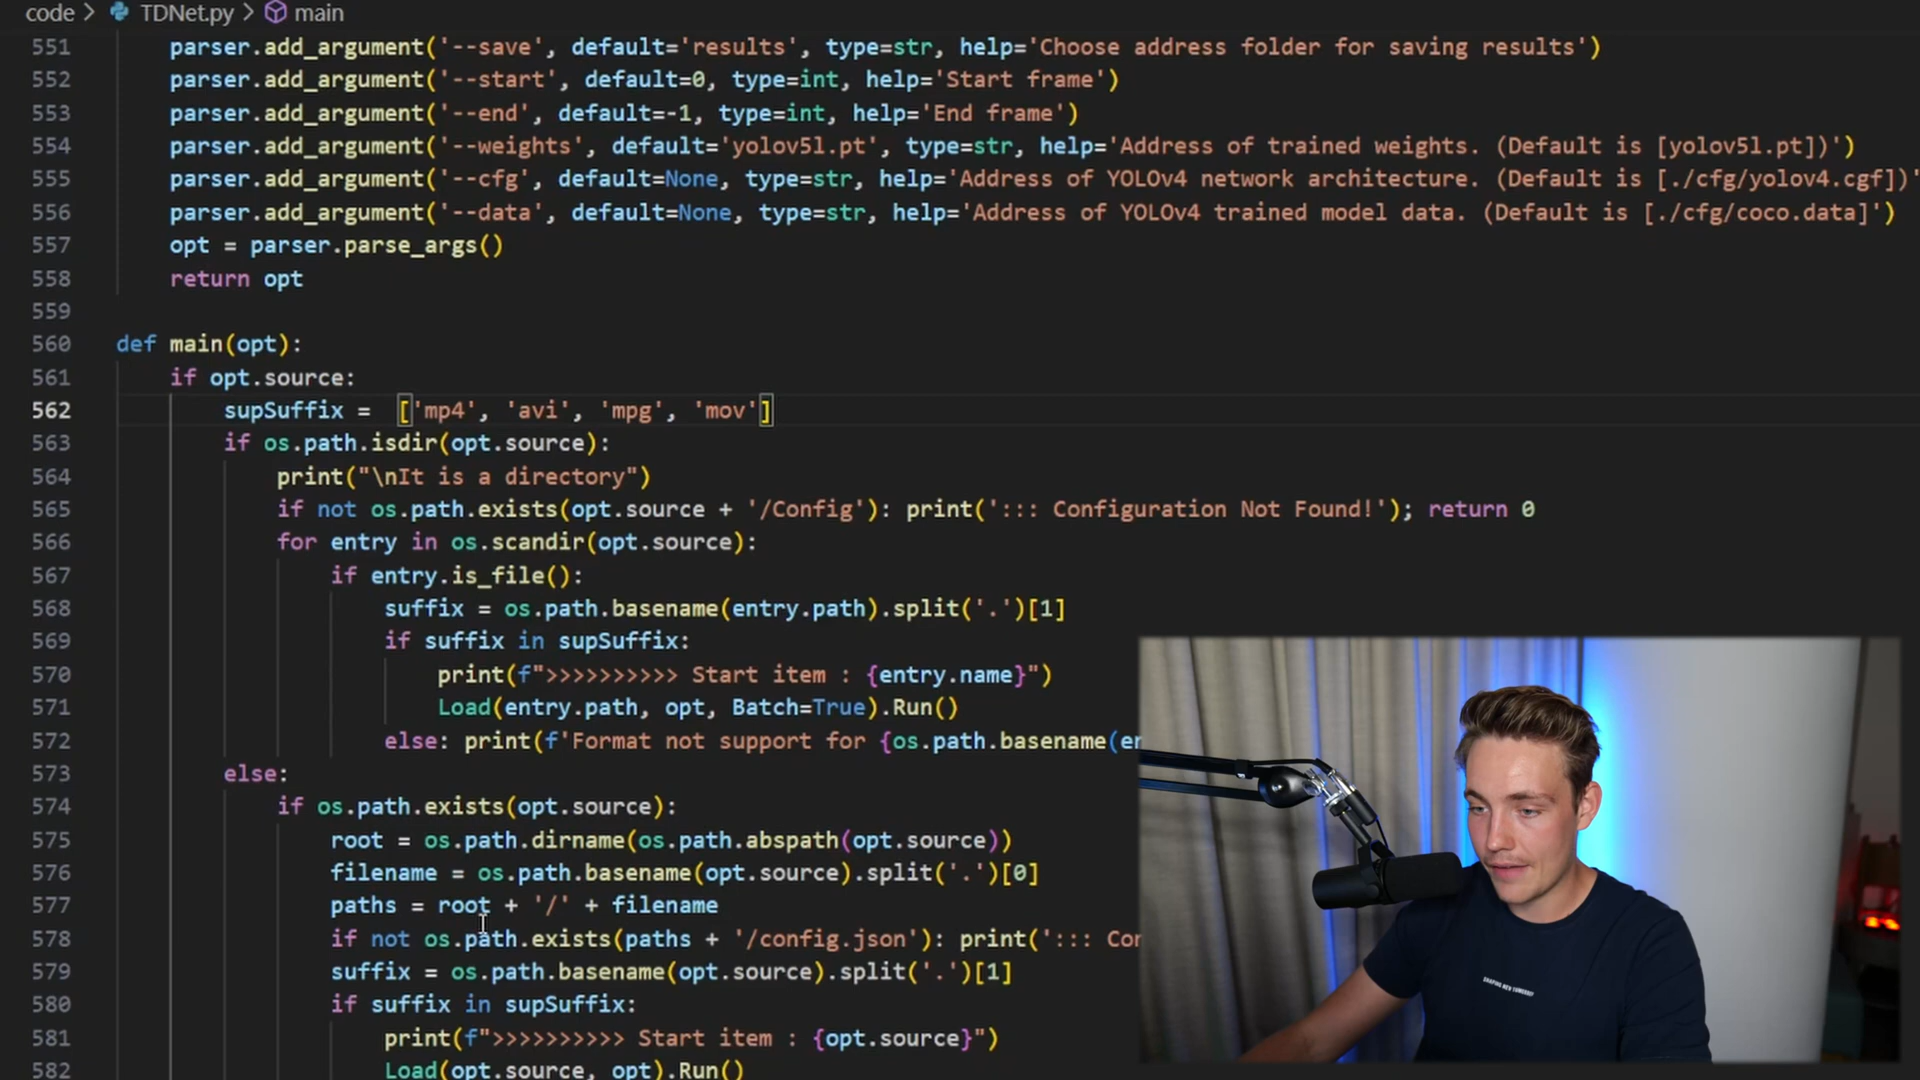 code > TDNet.py > main
551 parser.add_argument('--save', default='results', type=str, help='Choose address folder for saving results')
552 parser.add_argument('--start', default=0, type=int, help='Start frame')
553 parser.add_argument('--end', default=-1, type=int, help='End frame')
554 parser.add_argument('--weights', default='yolov5l.pt', type=str, help='Address of trained weights. (Default is [yolov5l.pt])')
555 parser.add_argument('--cfg', default=None, type=str, help='Address of YOLOv4 network architecture. (Default is [./cfg/yolov4.cgf])'
556 parser.add_argument('--data', default=None, type=str, help='Address of YOLOv4 trained model data. (Default is [./cfg/coco.data]')
557 opt = parser.parse_args()
558 return opt
559
560 def main(opt):
561 if opt.source:
562 supSuffix =  ['mp4', 'avi', 'mpg', 'mov']
563 if os.path.isdir(opt.source):
564 print("\nIt is a directory")
565 if not os.path.exists(opt.source + '/Config'): print('::: Configuration Not Found!'); return 0
566 for entry in os.scandir(opt.source):
567 if entry.is_file():
568 suffix = os.path.basename(entry.path).split('.')[1]
569 if suffix in supSuffix:
570 print(f">>>>>>>>>> Start item : {entry.name}")
571 Load(entry.path, opt, Batch=True).Run()
572 else: print(f'Format not support for {os.path.basename(en
573 else:
574 if os.path.exists(opt.source):
575 root = os.path.dirname(os.path.abspath(opt.source))
576 filename = os.path.basename(opt.source).split('.')[0]
577 paths = root + '/' + filename
578 if not os.path.exists(paths + '/config.json'): print('::: Con
579 suffix = os.path.basename(opt.source).split('.')[1]
580 if suffix in supSuffix:
581 print(f">>>>>>>>>> Start item : {opt.source}")
582 Load(opt.source, opt).Run()